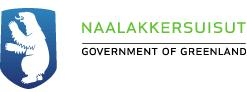 NAALAKKERSUISUT
GOVERNMENT OF GREENLAND